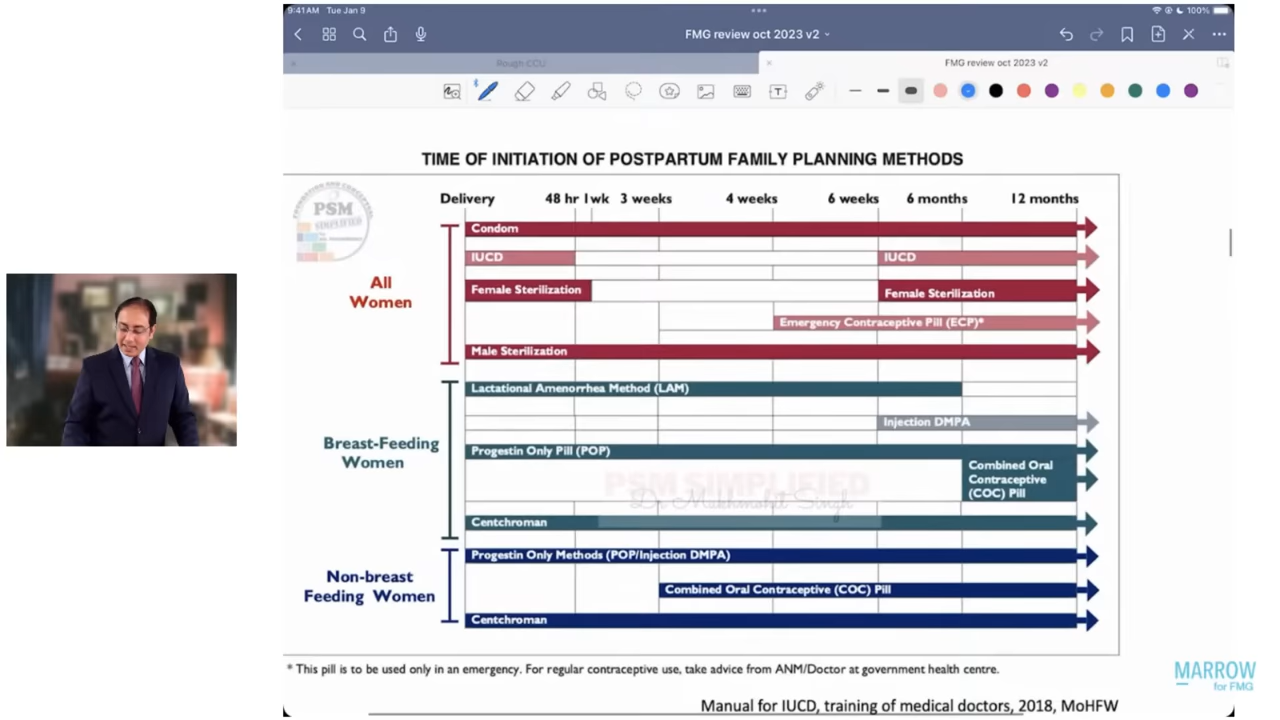 9:41AM Tue Jan 9
100%
FMG review oct 2023 v2
Rough CCU
FMG review oct 2023 v2
TIME OF INITIATION OF POSTPARTUM FAMILY PLANNING METHODS
PSM
SIMPLIFIED
Delivery 48 hr 1wk 3 weeks 4 weeks 6 weeks 6 months 12 months
All
Women
Condom
IUCD IUCD
Female Sterilization Female Sterilization
Emergency Contraceptive Pill (ECP)*
Male Sterilization
Breast-Feeding
Women
Lactational Amenorrhea Method (LAM)
Injection DMPA
Progestin Only Pill (POP)
Combined Oral
Contraceptive
(COC) Pill
PSM SIMPLIFIED
Dr Mukhmohit Singh
Centchroman
Non-breast
Feeding Women
Progestin Only Methods (POP/Injection DMPA)
Combined Oral Contraceptive (COC) Pill
Centchroman
* This pill is to be used only in an emergency. For regular contraceptive use, take advice from ANM/Doctor at government health centre.
Manual for IUCD, training of medical doctors, 2018, MoHFW
MARROW
for FMG